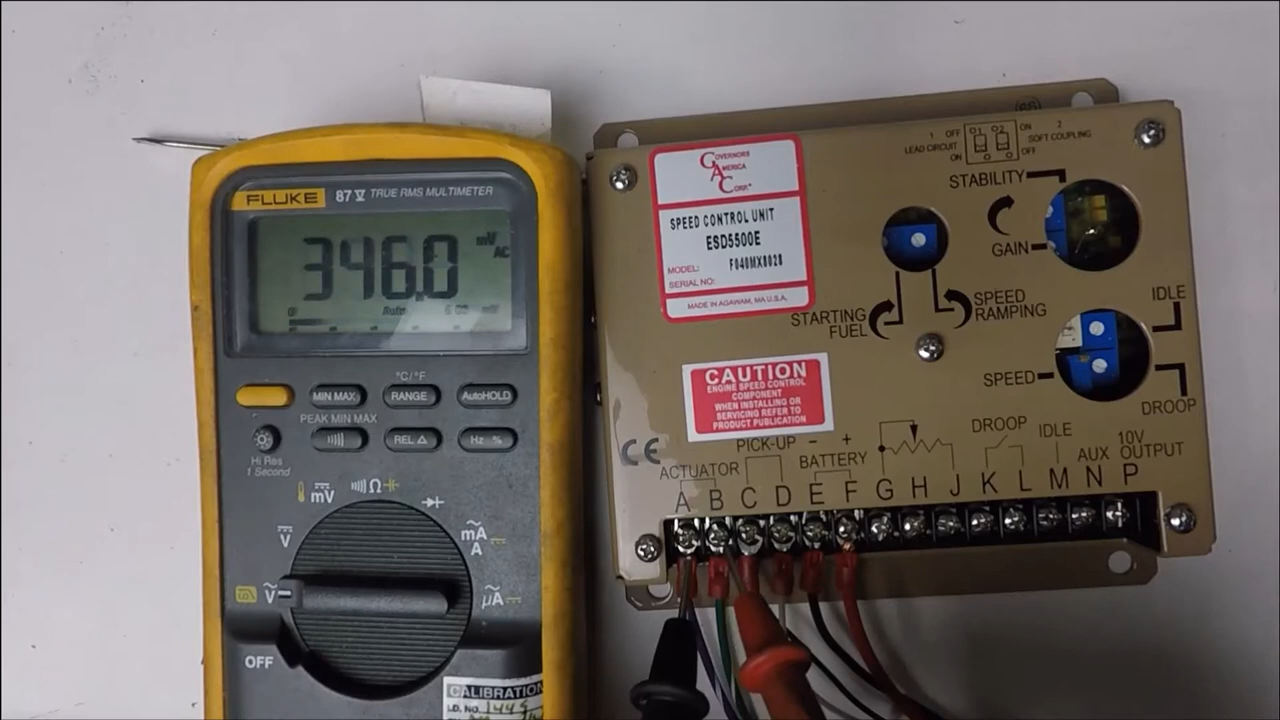 FLUKE 87 V TRUE RMS MULTIMETER
346.0 mV AC
Auto
MIN MAX
°C/°F
RANGE
AutoHOLD
PEAK MIN MAX
REL △
Hz %
Hi Res
1 Second
mV
Ω
V
mA
A
V
µA
OFF
CALIBRATION
I.D. NO.
GOVERNORS
AMERICA
CORP.
SPEED CONTROL UNIT
ESD5500E
MODEL: F040MX8028
SERIAL NO:
MADE IN AGAWAM, MA U.S.A.
CAUTION
ENGINE SPEED CONTROL
COMPONENT
WHEN INSTALLING OR
SERVICING REFER TO
PRODUCT PUBLICATION
CE
1 OFF
LEAD CIRCUIT
ON
ON 2
SOFT COUPLING
OFF
STABILITY
GAIN
STARTING
FUEL
SPEED
RAMPING
IDLE
SPEED
DROOP
ACTUATOR
PICK-UP
− +
BATTERY
DROOP
IDLE
AUX
10V
OUTPUT
A B C D E F G H J K L M N P